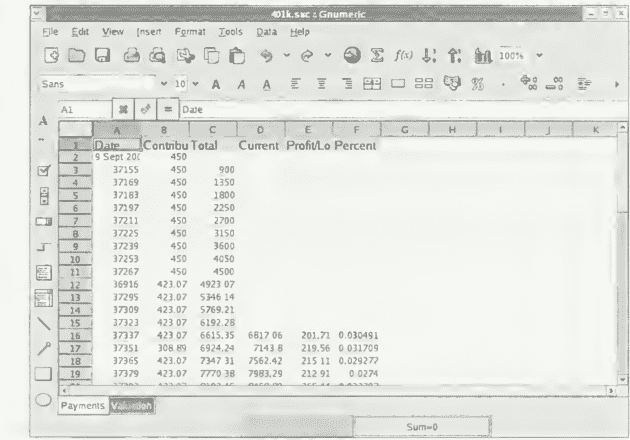 401k.sxc : Gnumeric
File Edit View Insert Format Tools Data Help
f(x) 100%
Sans 10 A A A %
A1 = Date
A B C D E F G H I J K
1 Date Contribu Total Current Profit/Lo Percent
2 9 Sept 20 450
3 37155 450 900
4 37169 450 1350
5 37183 450 1800
6 37197 450 2250
7 37211 450 2700
8 37225 450 3150
9 37239 450 3600
10 37253 450 4050
11 37267 450 4500
12 36916 423.07 4923 07
13 37295 423.07 5346 14
14 37309 423 07 5769.21
15 37323 423 07 6192.28
16 37337 423 07 6615.35 6817 06 201.71 0.030491
17 37351 308.89 6924.24 7143 8 219.56 0.031709
18 37365 423.07 7347 31 7562.42 215 11 0.029277
19 37379 423.07 7770 38 7983,29 212 91 0.0274
Payments Valuation
Sum=0